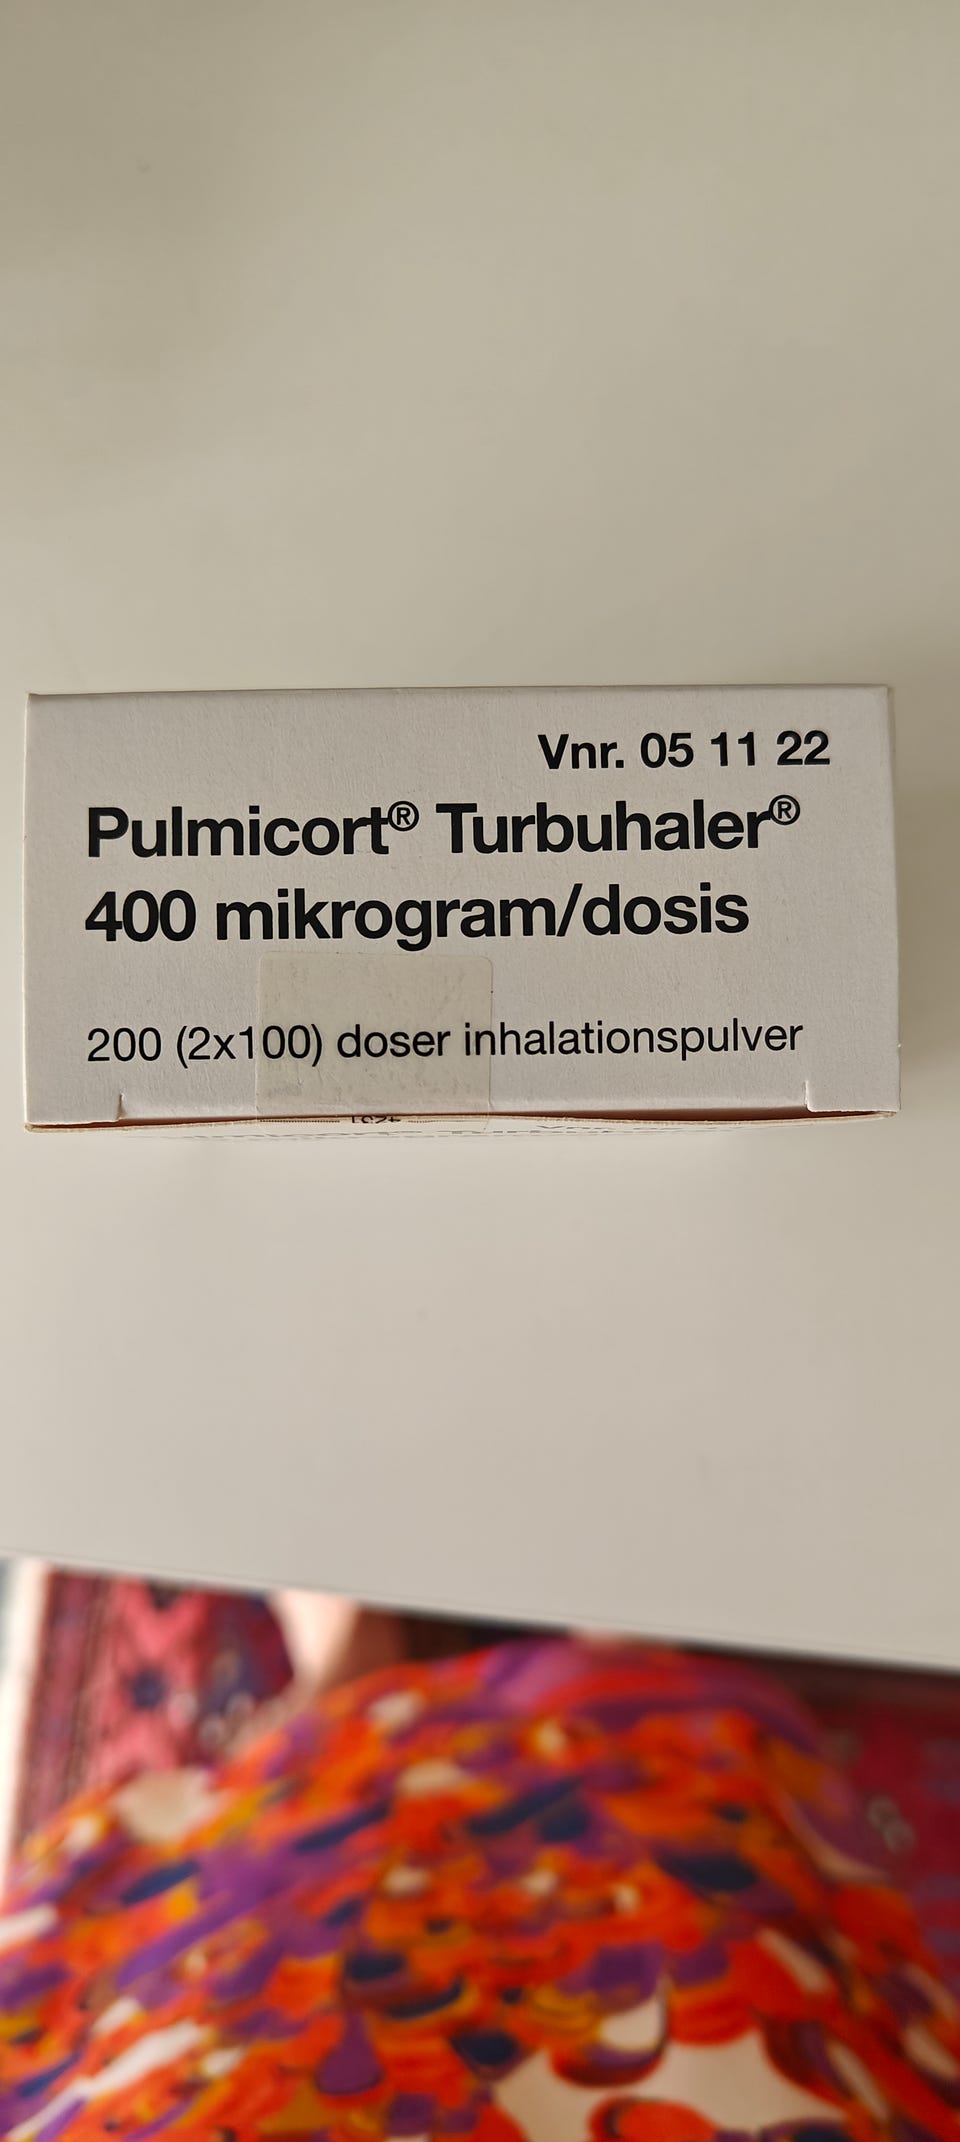 Vnr. 05 11 22
Pulmicort® Turbuhaler®
400 mikrogram/dosis
200 (2x100) doser inhalationspulver